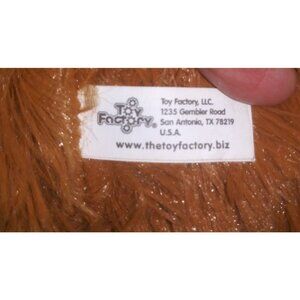 Toy
Factory®
Toy Factory, LLC.
1235 Gembler Road
San Antonio, TX 78219
U.S.A.
www.thetoyfactory.biz